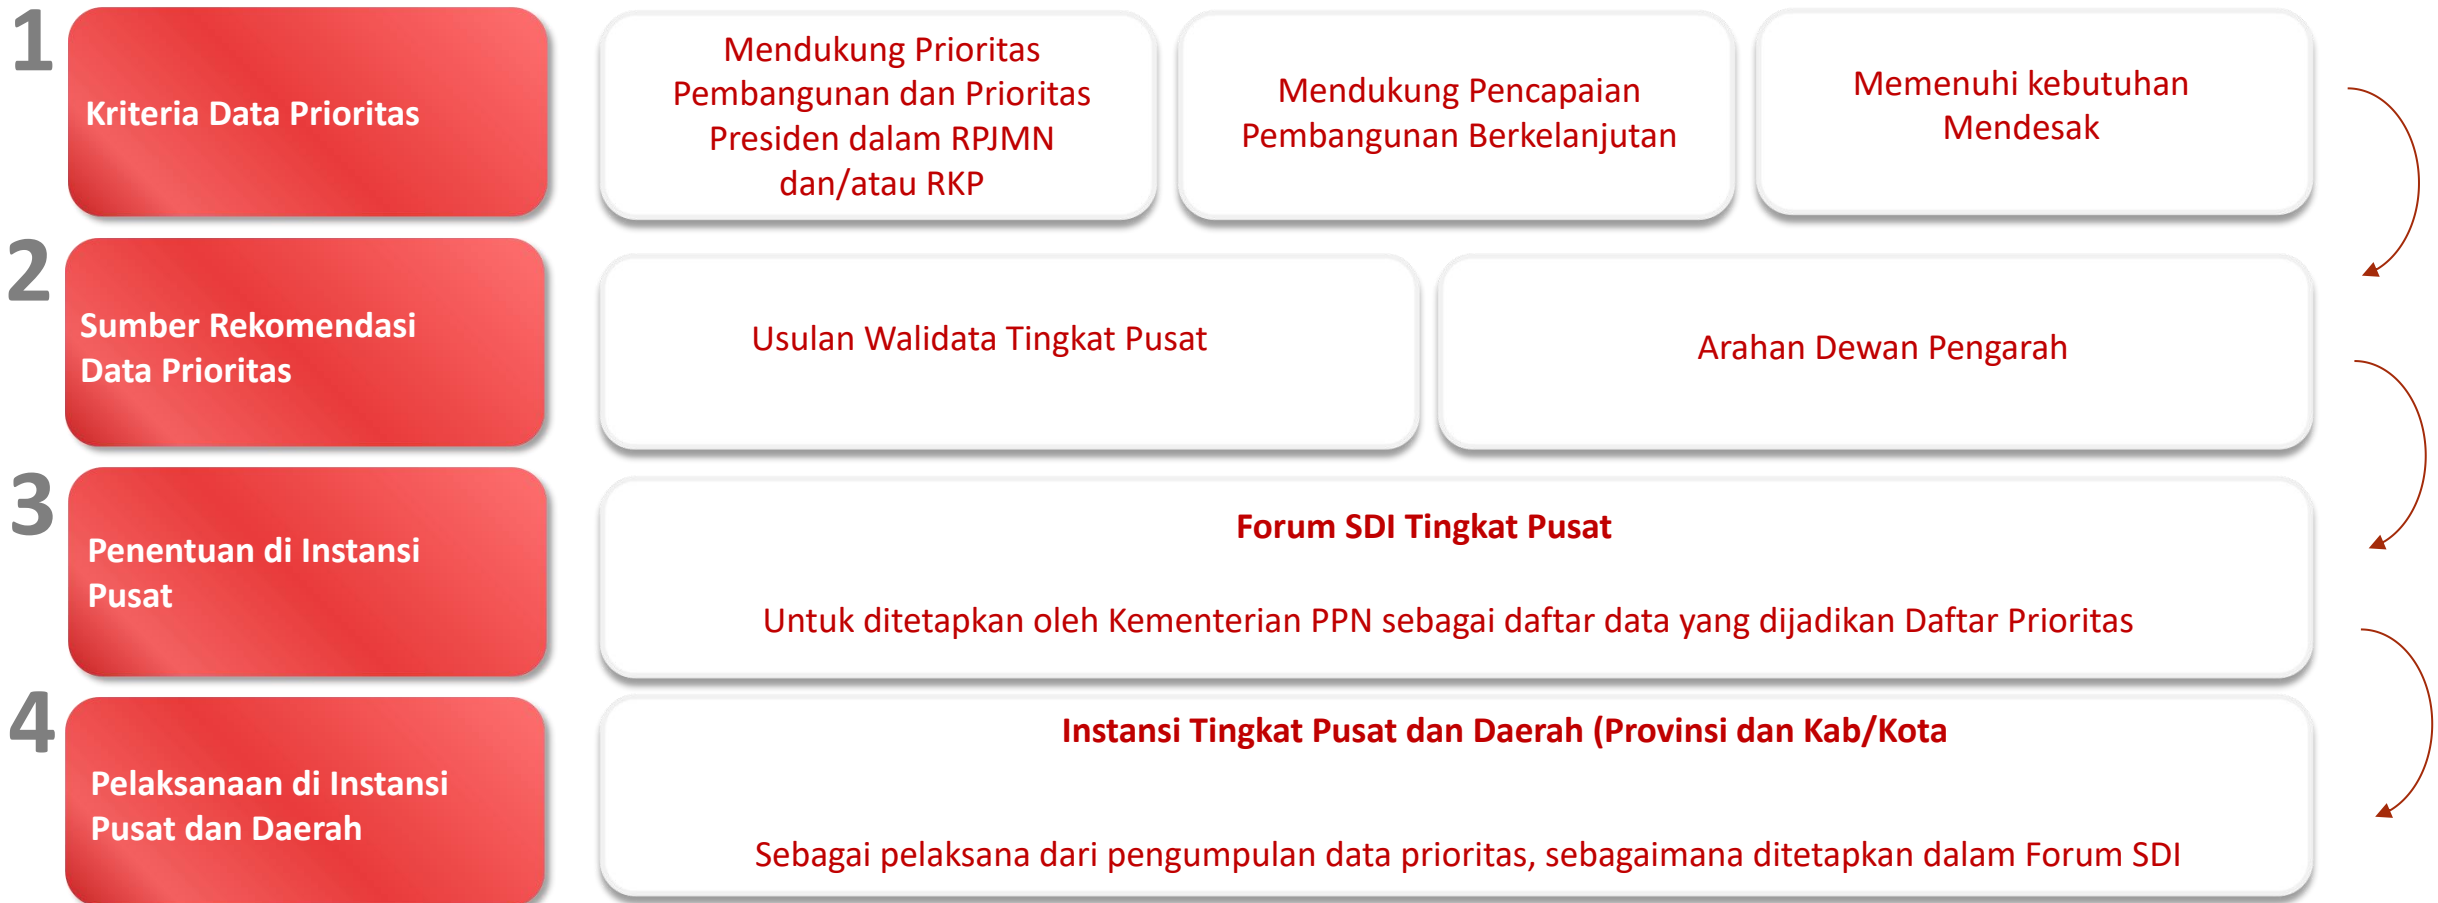 1
Kriteria Data Prioritas
Mendukung Prioritas
Pembangunan dan Prioritas
Presiden dalam RPJMN
dan/atau RKP
Mendukung Pencapaian
Pembangunan Berkelanjutan
Memenuhi kebutuhan
Mendesak
2
Sumber Rekomendasi
Data Prioritas
Usulan Walidata Tingkat Pusat
Arahan Dewan Pengarah
3
Penentuan di Instansi
Pusat
Forum SDI Tingkat Pusat
Untuk ditetapkan oleh Kementerian PPN sebagai daftar data yang dijadikan Daftar Prioritas
4
Pelaksanaan di Instansi
Pusat dan Daerah
Instansi Tingkat Pusat dan Daerah (Provinsi dan Kab/Kota
Sebagai pelaksana dari pengumpulan data prioritas, sebagaimana ditetapkan dalam Forum SDI